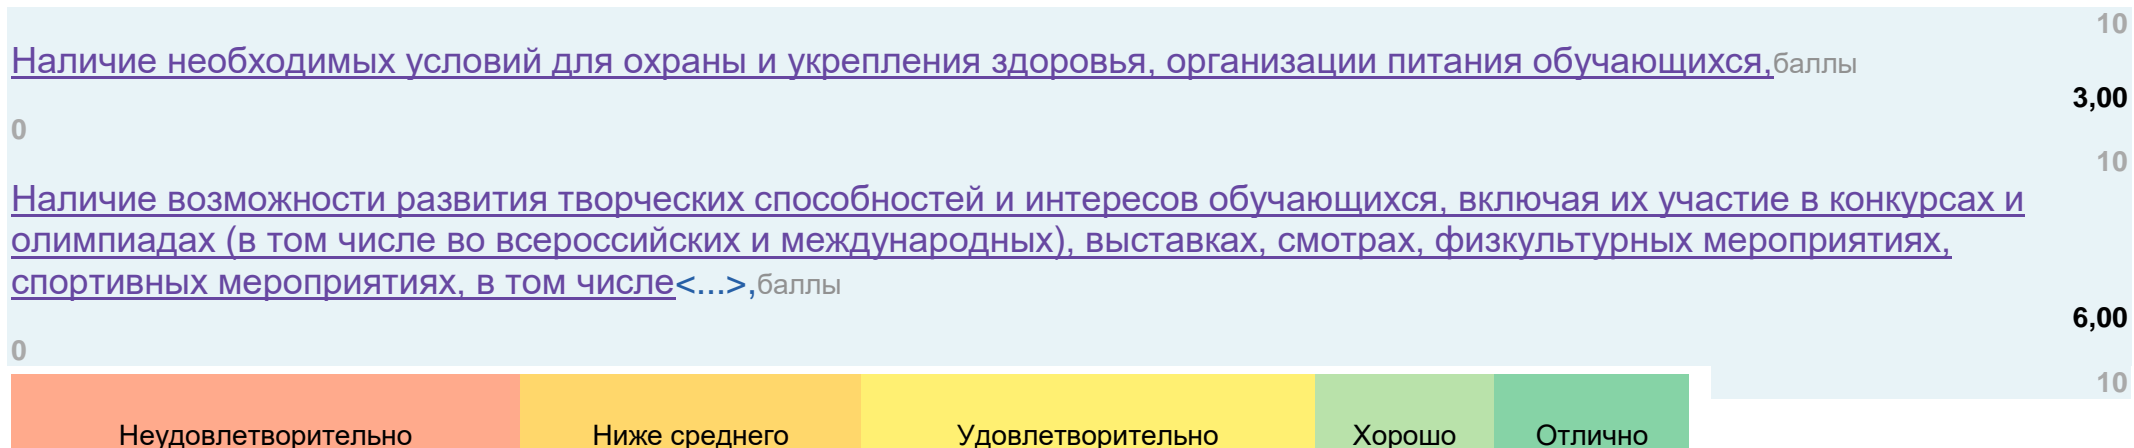 10
Наличие необходимых условий для охраны и укрепления здоровья, организации питания обучающихся,баллы
3,00
0
10
Наличие возможности развития творческих способностей и интересов обучающихся, включая их участие в конкурсах и
олимпиадах (в том числе во всероссийских и международных), выставках, смотрах, физкультурных мероприятиях,
спортивных мероприятиях, в том числе<...>,баллы
6,00
0
10
Неудовлетворительно Ниже среднего Удовлетворительно Хорошо Отлично